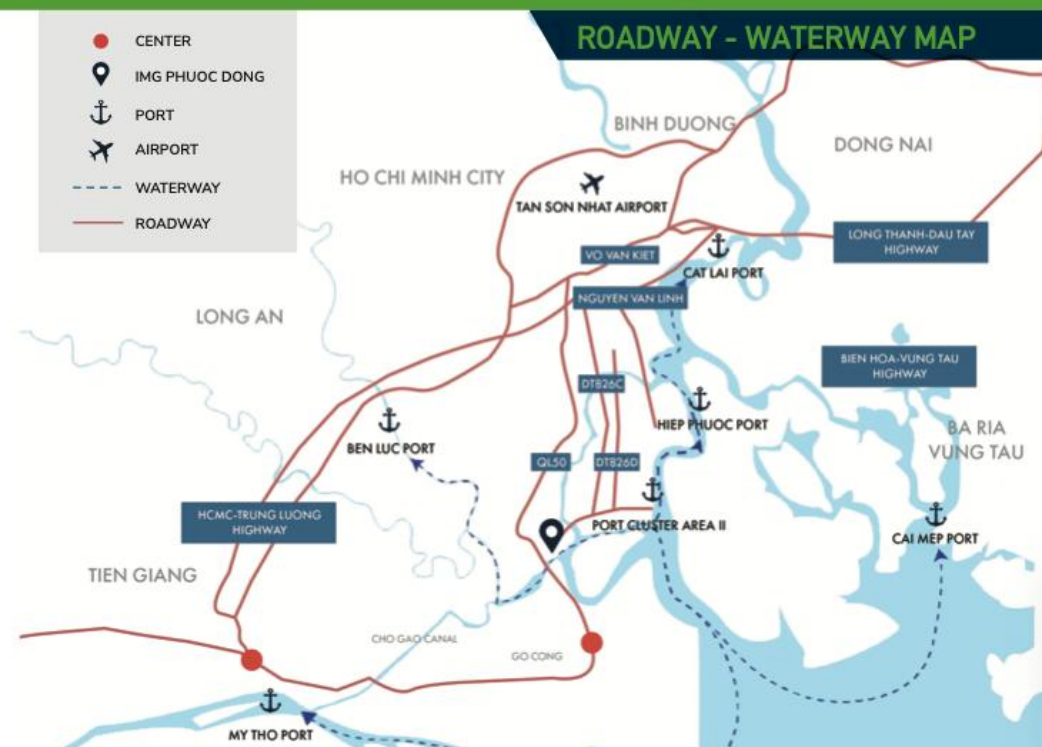 ROADWAY - WATERWAY MAP
CENTER
IMG PHUOC DONG
PORT
AIRPORT
WATERWAY
ROADWAY
BINH DUONG
DONG NAI
HO CHI MINH CITY
TAN SON NHAT AIRPORT
LONG THANH-DAU TAY
HIGHWAY
VO VAN KIET
CAT LAI PORT
NGUYEN VAN LINH
LONG AN
BIEN HOA-VUNG TAU
HIGHWAY
DT826C
HIEP PHUOC PORT
BA RIA
VUNG TAU
BEN LUC PORT
QL50
DT826D
HCMC-TRUNG LUONG
HIGHWAY
PORT CLUSTER AREA II
CAI MEP PORT
TIEN GIANG
CHO GAO CANAL
GO CONG
MY THO PORT